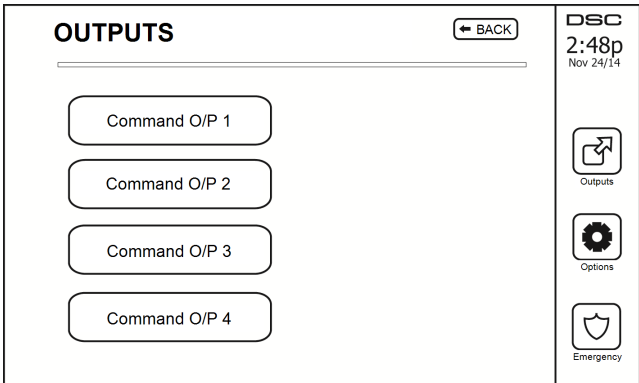 OUTPUTS
BACK
Command O/P 1
Command O/P 2
Command O/P 3
Command O/P 4
DSC
2:48p
Nov 24/14
Outputs
Options
Emergency